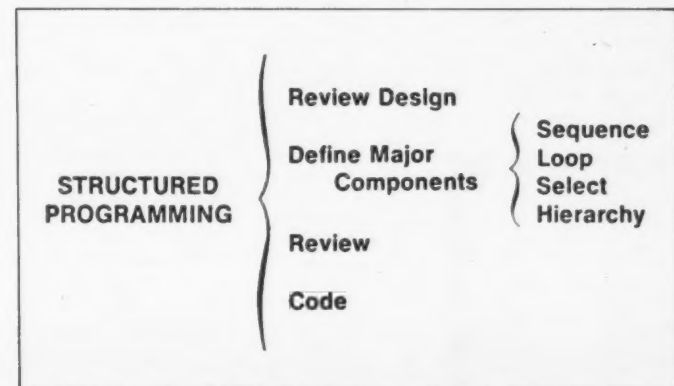 STRUCTURED
PROGRAMMING
Review Design
Define Major
Components
Review
Code
Sequence
Loop
Select
Hierarchy